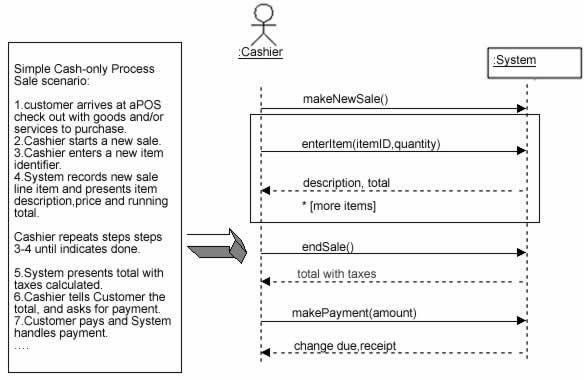 Simple Cash-only Process
Sale scenario:
1.customer arrives at aPOS
check out with goods and/or
services to purchase.
2.Cashier starts a new sale.
3.Cashier enters a new item
identifier.
4.System records new sale
line item and presents item
description,price and running
total.
Cashier repeats steps steps
3-4 until indicates done.
5.System presents total with
taxes calculated.
6.Cashier tells Customer the
total, and asks for payment.
7.Customer pays and System
handles payment.
....
:Cashier
:System
makeNewSale()
enterItem(itemID,quantity)
description, total
* [more items]
endSale()
total with taxes
makePayment(amount)
change due,receipt